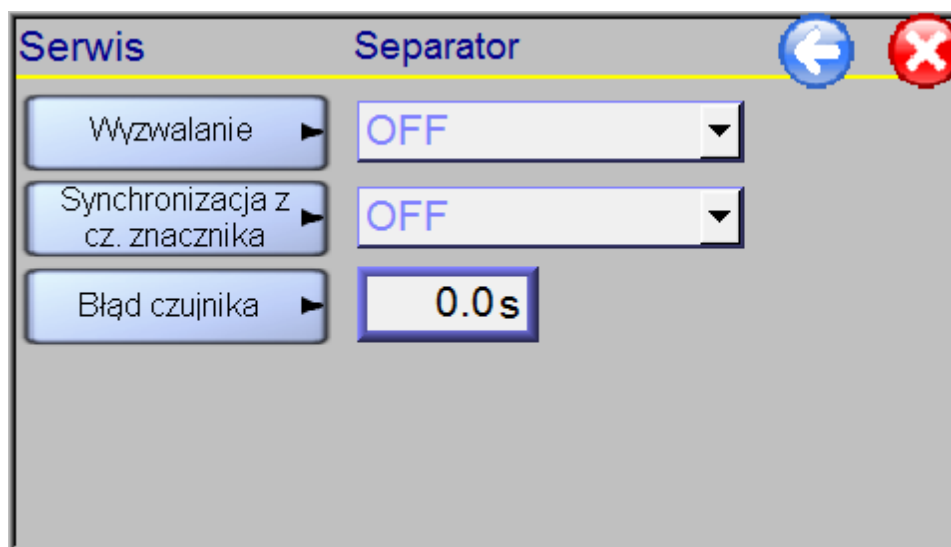 Serwis Separator
Wyzwalanie OFF
Synchronizacja z
cz. znacznika OFF
Błąd czujnika 0.0s